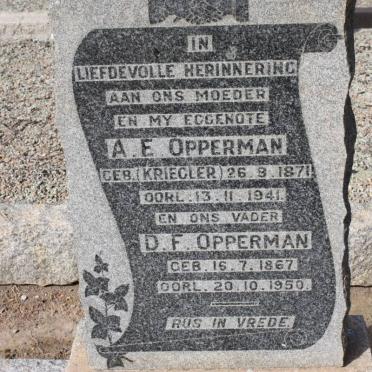 IN
LIEFDEVOLLE HERINNERING
AAN ONS MOEDER
EN MY EGGENOTE
A. E. OPPERMAN
GEB. (KRIEGLER) 26. 9. 1871
OORL. 13. 11. 1941.
EN ONS VADER
D. F. OPPERMAN
GEB. 16. 7. 1867
OORL. 20. 10. 1950.
RUS IN VREDE.